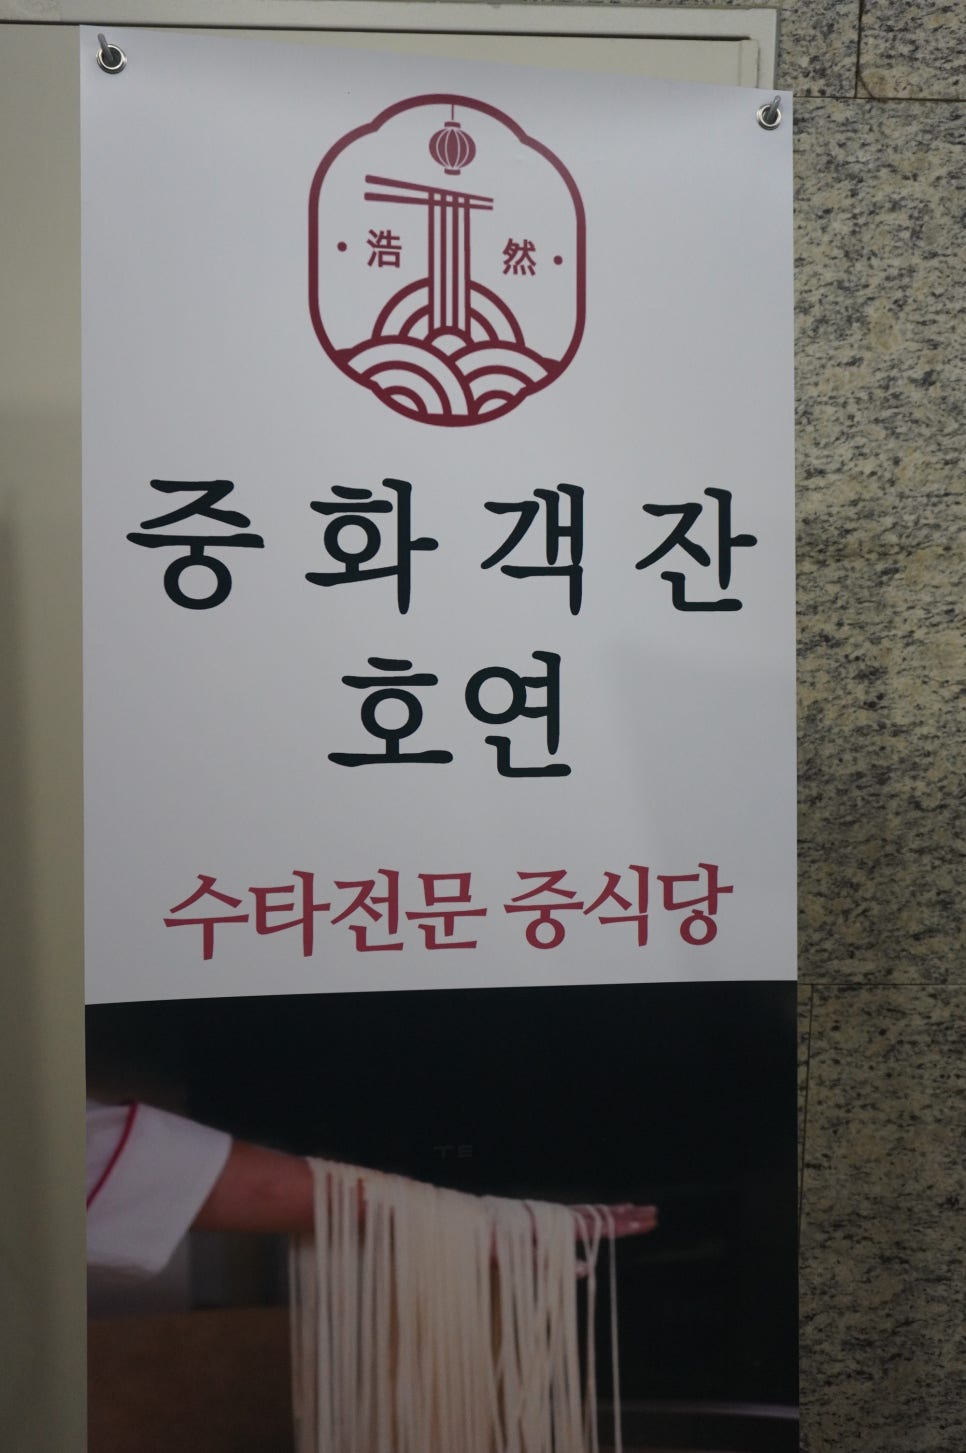 浩 然
중화객잔
호연
수타전문 중식당